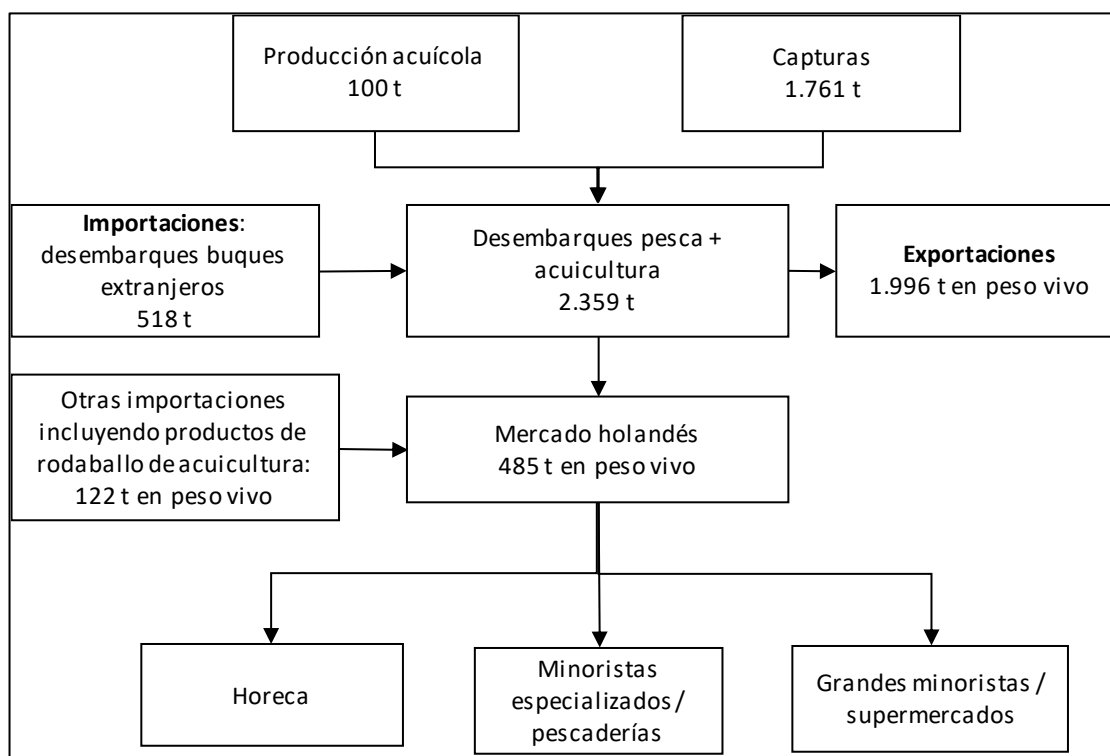 Producción acuícola
100 t
Capturas
1.761 t
Importaciones:
desembarques buques
extranjeros
518 t
Desembarques pesca +
acuicultura
2.359 t
Exportaciones
1.996 t en peso vivo
Otras importaciones
incluyendo productos de
rodaballo de acuicultura:
122 t en peso vivo
Mercado holandés
485 t en peso vivo
Horeca
Minoristas
especializados /
pescaderías
Grandes minoristas /
supermercados